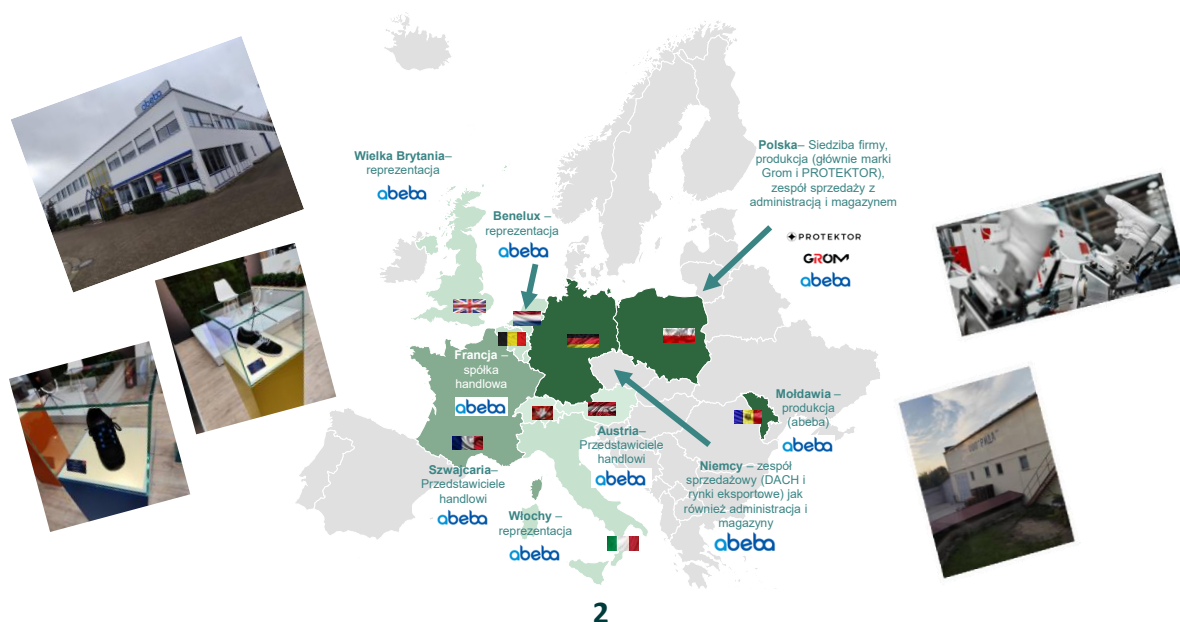 abeba
Wielka Brytania–
reprezentacja
abeba
Benelux –
reprezentacja
abeba
Polska– Siedziba firmy,
produkcja (głównie marki
Grom i PROTEKTOR),
zespół sprzedaży z
administracją i magazynem
PROTEKTOR
GROM
abeba
Francja –
spółka
handlowa
abeba
Austria–
Przedstawiciele
handlowi
abeba
Mołdawia –
produkcja
(abeba)
abeba
Szwajcaria–
Przedstawiciele
handlowi
abeba
Niemcy – zespół
sprzedażowy (DACH i
rynki eksportowe) jak
również administracja i
magazyny
abeba
Włochy –
reprezentacja
abeba
2